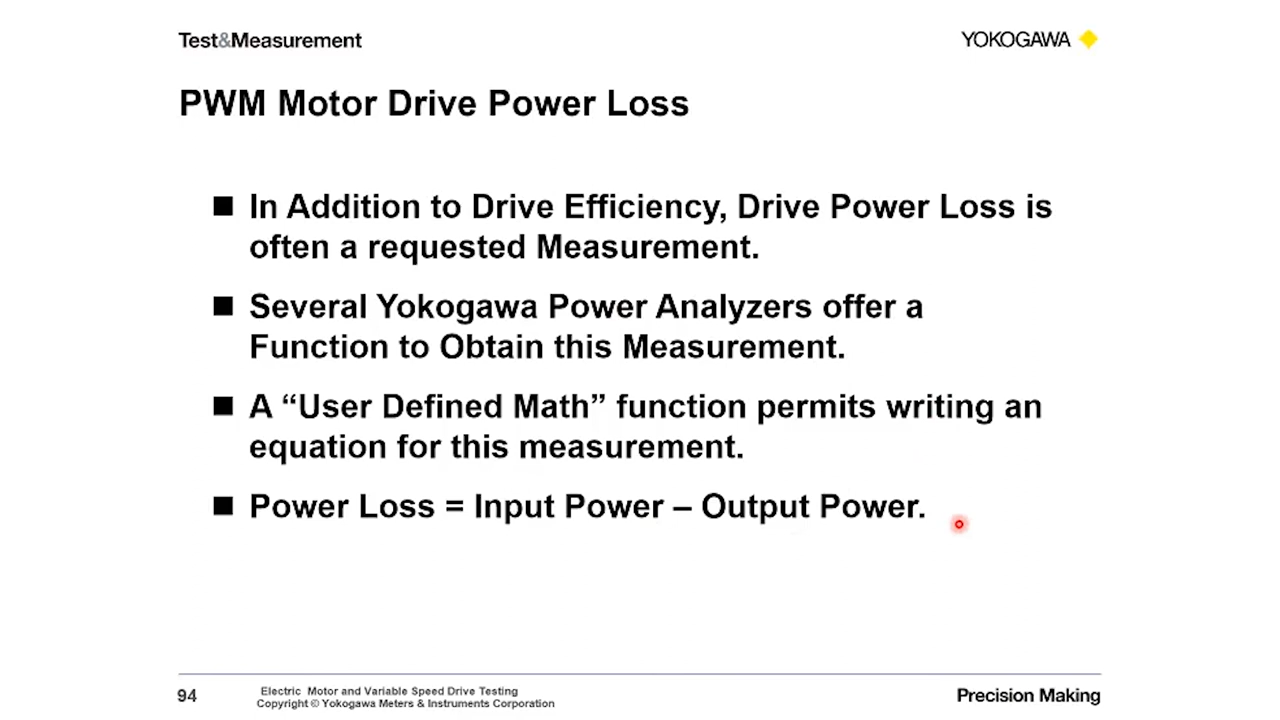 Test&Measurement
YOKOGAWA
PWM Motor Drive Power Loss
■ In Addition to Drive Efficiency, Drive Power Loss is
often a requested Measurement.
■ Several Yokogawa Power Analyzers offer a
Function to Obtain this Measurement.
■ A “User Defined Math” function permits writing an
equation for this measurement.
■ Power Loss = Input Power – Output Power.
94
Electric Motor and Variable Speed Drive Testing
Copyright © Yokogawa Meters & Instruments Corporation
Precision Making